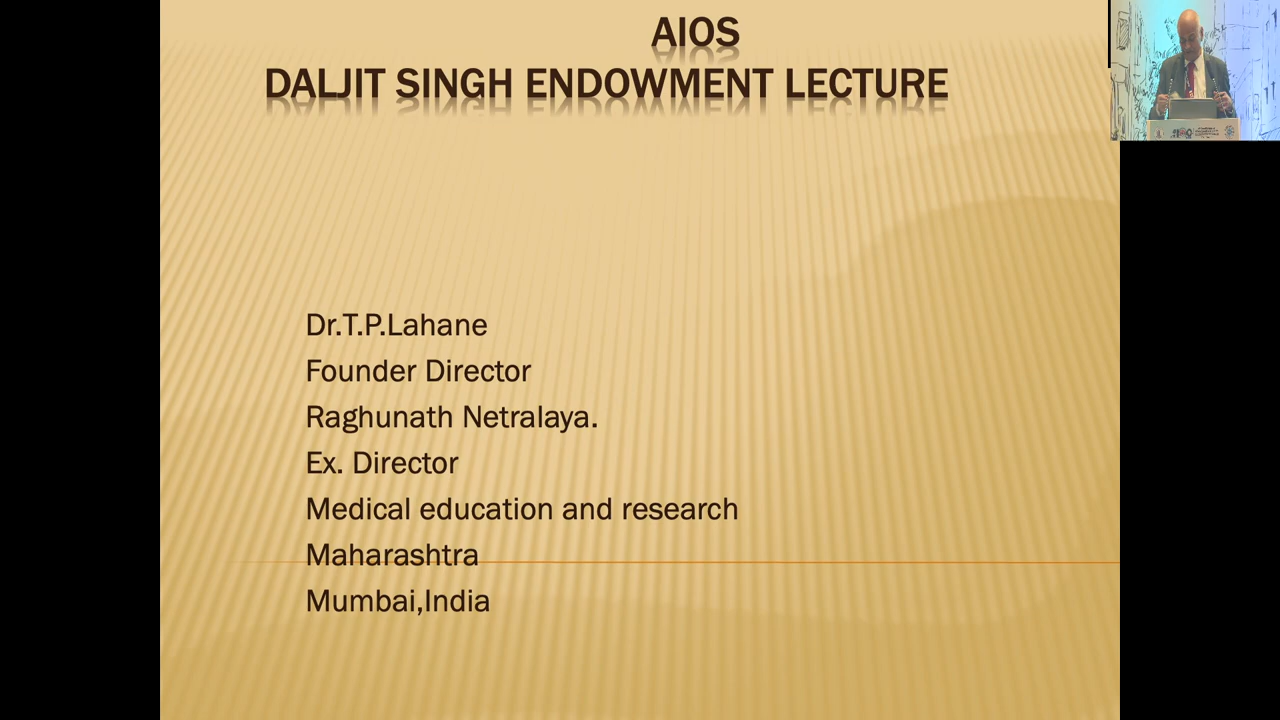 AIOS
DALJIT SINGH ENDOWMENT LECTURE
Dr.T.P.Lahane
Founder Director
Raghunath Netralaya.
Ex. Director
Medical education and research
Maharashtra
Mumbai,India